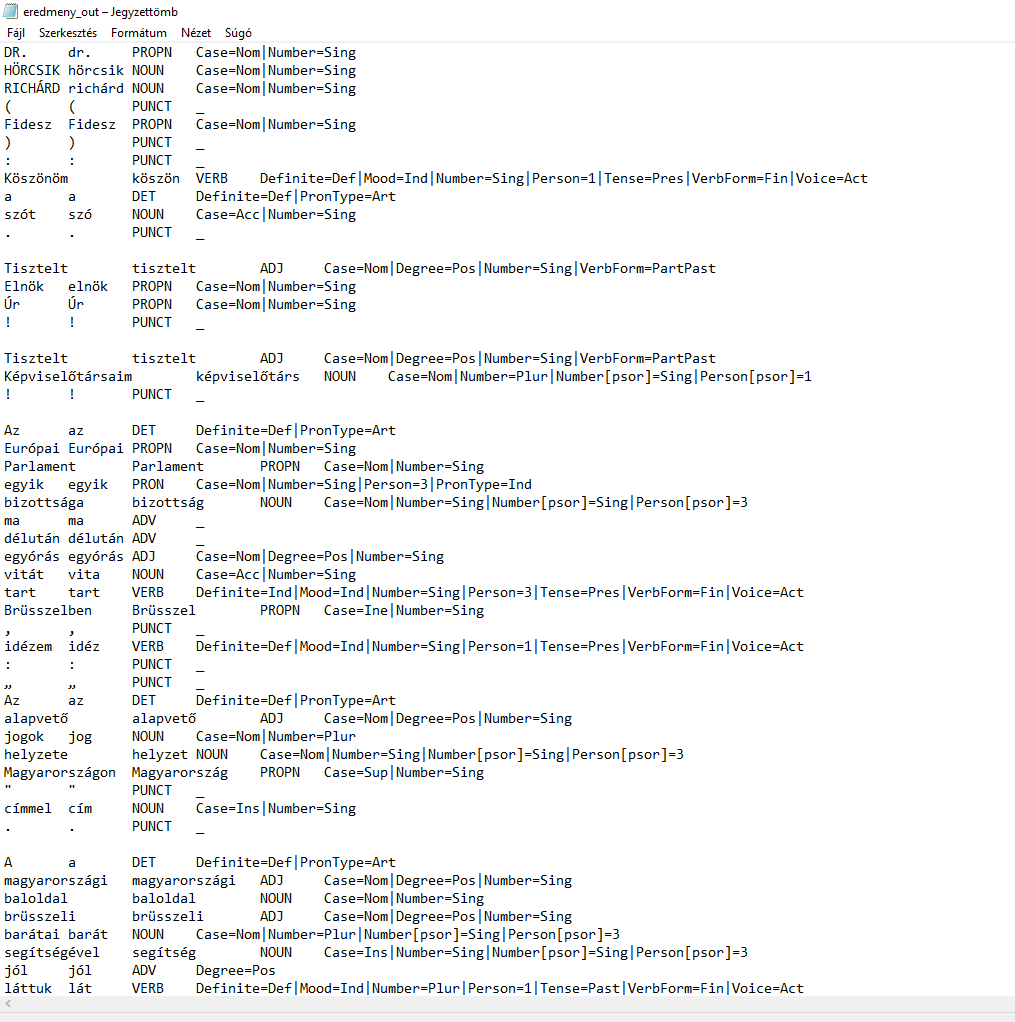 eredmeny_out – Jegyzettömb
Fájl Szerkesztés Formátum Nézet Súgó
DR. dr. PROPN Case=Nom|Number=Sing
HÖRCSIK hörcsik NOUN Case=Nom|Number=Sing
RICHÁRD richárd NOUN Case=Nom|Number=Sing
( ( PUNCT _
Fidesz Fidesz PROPN Case=Nom|Number=Sing
) ) PUNCT _
: : PUNCT _
Köszönöm köszön VERB Definite=Def|Mood=Ind|Number=Sing|Person=1|Tense=Pres|VerbForm=Fin|Voice=Act
a a DET Definite=Def|PronType=Art
szót szó NOUN Case=Acc|Number=Sing
. . PUNCT _
Tisztelt tisztelt ADJ Case=Nom|Degree=Pos|Number=Sing|VerbForm=PartPast
Elnök elnök PROPN Case=Nom|Number=Sing
Úr Úr PROPN Case=Nom|Number=Sing
! ! PUNCT _
Tisztelt tisztelt ADJ Case=Nom|Degree=Pos|Number=Sing|VerbForm=PartPast
Képviselőtársaim képviselőtárs NOUN Case=Nom|Number=Plur|Number[psor]=Sing|Person[psor]=1
! ! PUNCT _
Az az DET Definite=Def|PronType=Art
Európai Európai PROPN Case=Nom|Number=Sing
Parlament Parlament PROPN Case=Nom|Number=Sing
egyik egyik PRON Case=Nom|Number=Sing|Person=3|PronType=Ind
bizottsága bizottság NOUN Case=Nom|Number=Sing|Number[psor]=Sing|Person[psor]=3
ma ma ADV _
délután délután ADV _
egyórás egyórás ADJ Case=Nom|Degree=Pos|Number=Sing
vitát vita NOUN Case=Acc|Number=Sing
tart tart VERB Definite=Ind|Mood=Ind|Number=Sing|Person=3|Tense=Pres|VerbForm=Fin|Voice=Act
Brüsszelben Brüsszel PROPN Case=Ine|Number=Sing
, , PUNCT _
idézem idéz VERB Definite=Def|Mood=Ind|Number=Sing|Person=1|Tense=Pres|VerbForm=Fin|Voice=Act
: : PUNCT _
„ „ PUNCT _
Az az DET Definite=Def|PronType=Art
alapvető alapvető ADJ Case=Nom|Degree=Pos|Number=Sing
jogok jog NOUN Case=Nom|Number=Plur
helyzete helyzet NOUN Case=Nom|Number=Sing|Number[psor]=Sing|Person[psor]=3
Magyarországon Magyarország PROPN Case=Sup|Number=Sing
" " PUNCT _
címmel cím NOUN Case=Ins|Number=Sing
. . PUNCT _
A a DET Definite=Def|PronType=Art
magyarországi magyarországi ADJ Case=Nom|Degree=Pos|Number=Sing
baloldal baloldal NOUN Case=Nom|Number=Sing
brüsszeli brüsszeli ADJ Case=Nom|Degree=Pos|Number=Sing
barátai barát NOUN Case=Nom|Number=Plur|Number[psor]=Sing|Person[psor]=3
segítségével segítség NOUN Case=Ins|Number=Sing|Number[psor]=Sing|Person[psor]=3
jól jól ADV Degree=Pos
láttuk lát VERB Definite=Def|Mood=Ind|Number=Plur|Person=1|Tense=Past|VerbForm=Fin|Voice=Act